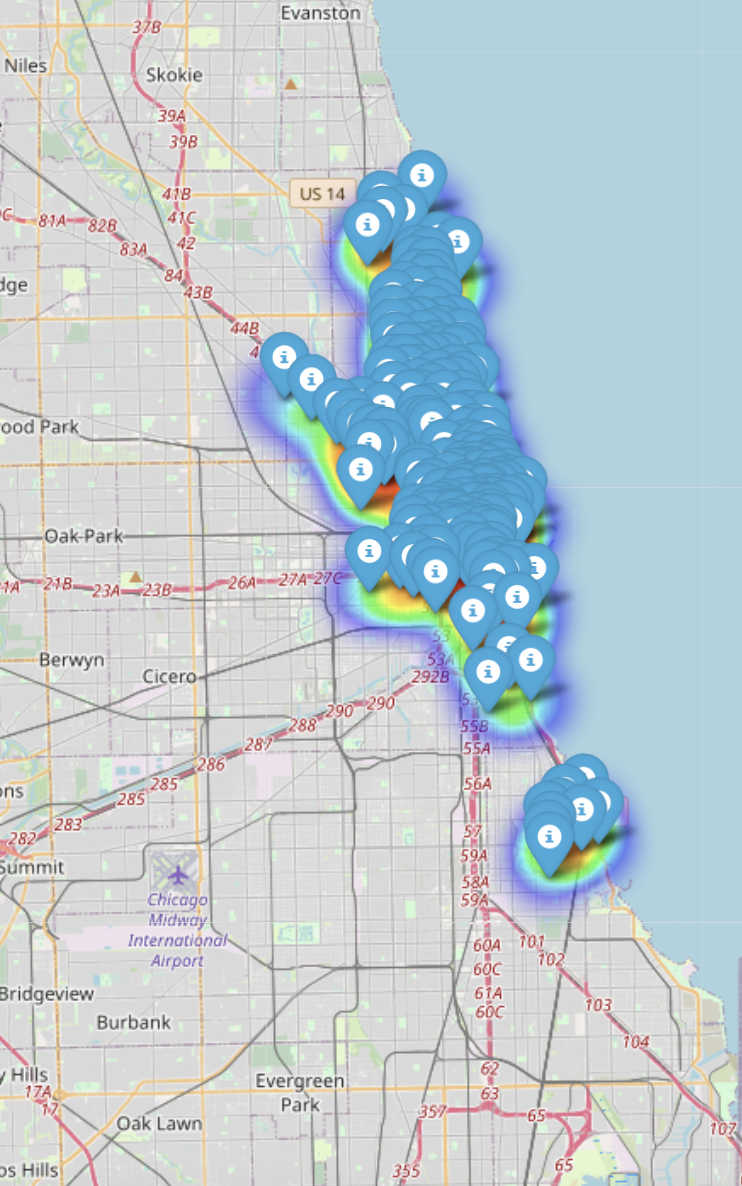 Evanston
37B
Niles
Skokie
39A
39B
US 14
41B
81A
82B
41C
42
83A
84
43B
dge
44B
ood Park
Oak Park
1A
21B
23A
23B
26A
27A
27C
53
Berwyn
53A
Cicero
292B
290
290
53
288
55B
287
55A
286
56A
285
ons
285
283
57
282
59A
Summit
58A
59A
Chicago
Midway
International
Airport
60A
101
102
60C
Bridgeview
61A
103
60C
Burbank
104
62
y Hills
Evergreen
Park
63
17A
17
357
65
Oak Lawn
107
os Hills
355
65